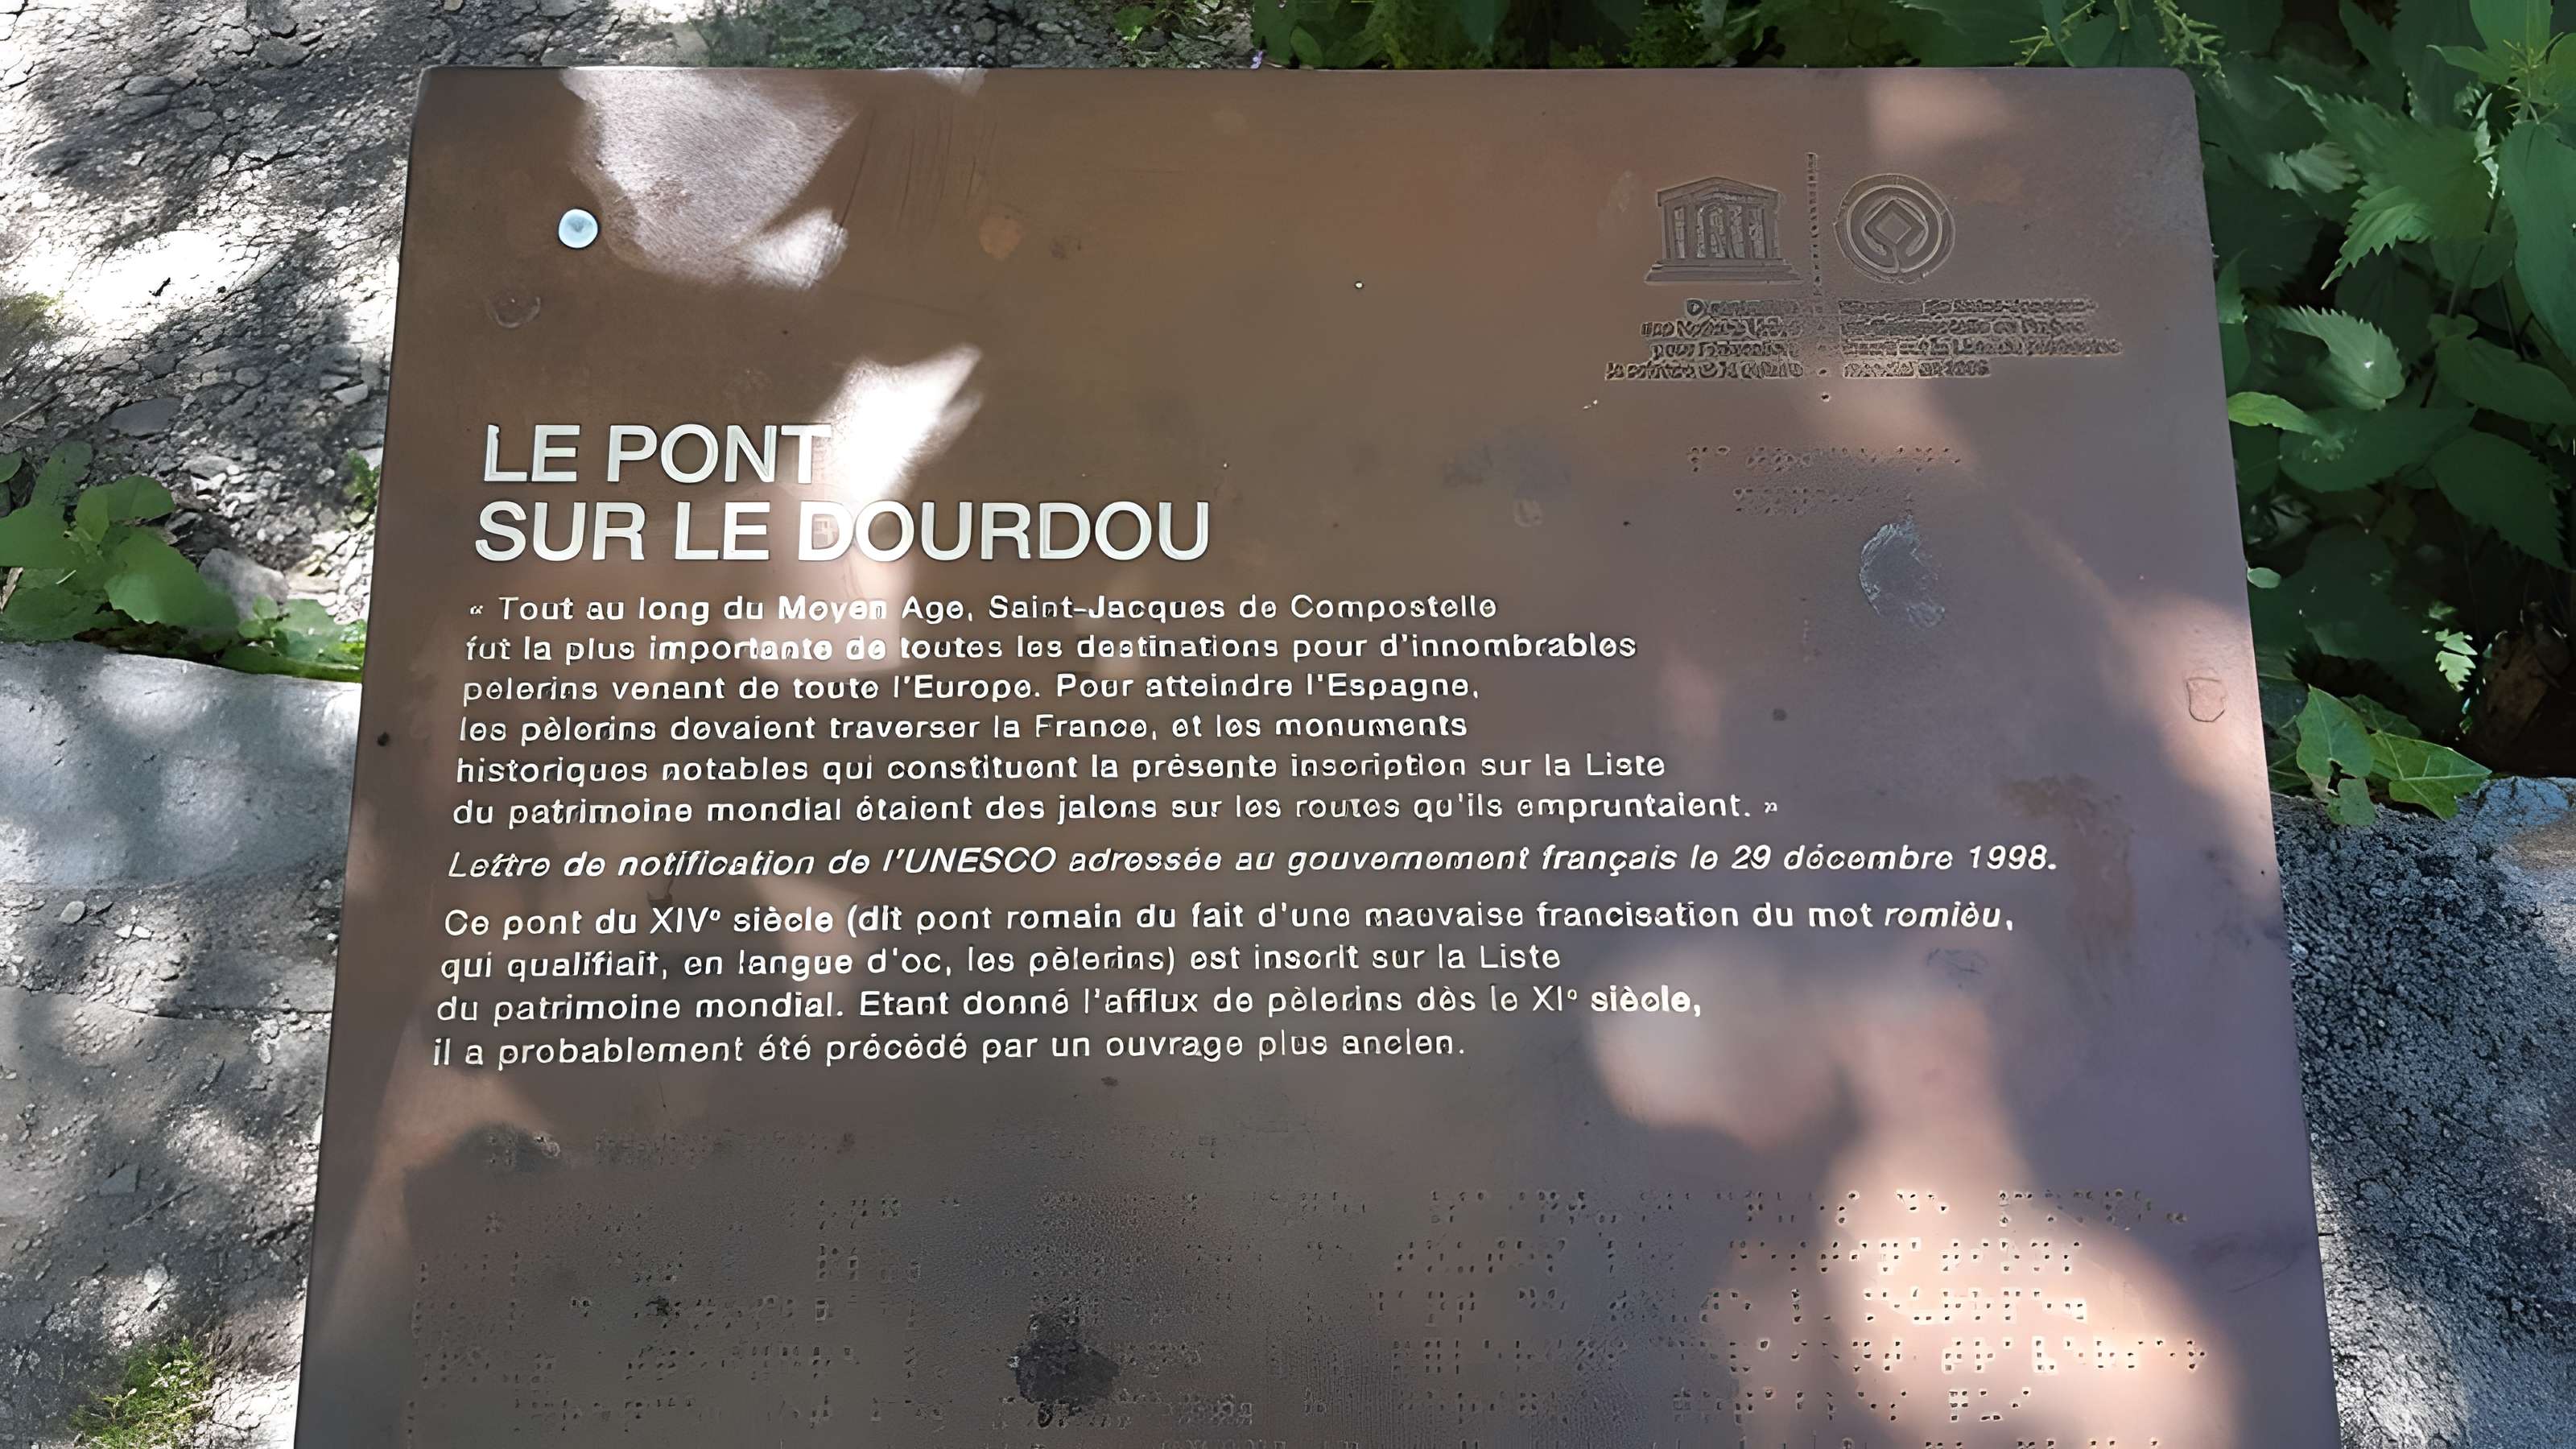 LE PONT
SUR LE DOURDOU
« Tout au long du Moyen Age, Saint-Jacques de Compostelle
fut la plus importante de toutes les destinations pour d'innombrables
pèlerins venant de toute l'Europe. Pour atteindre l'Espagne,
les pèlerins devaient traverser la France, et les monuments
historiques notables qui constituent la présente inscription sur la Liste
du patrimoine mondial étaient des jalons sur les routes qu'ils empruntaient. »
Lettre de notification de l'UNESCO adressée au gouvernement français le 29 décembre 1998.
Ce pont du XIVe siècle (dit pont romain du fait d'une mauvaise francisation du mot romièu,
qui qualifiait, en langue d'oc, les pèlerins) est inscrit sur la Liste
du patrimoine mondial. Etant donné l'afflux de pèlerins dès le XIe siècle,
il a probablement été précédé par un ouvrage plus ancien.